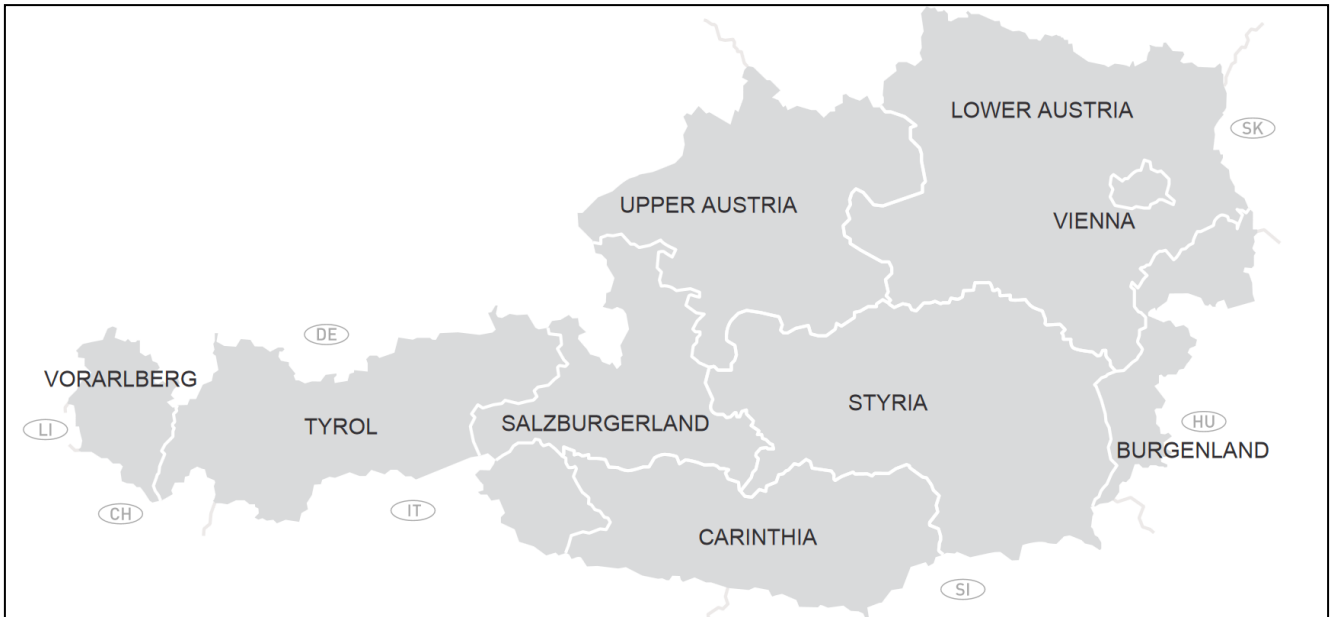 LOWER AUSTRIA
SK
UPPER AUSTRIA
VIENNA
DE
VORARLBERG
STYRIA
LI
TYROL
SALZBURGERLAND
HU
BURGENLAND
CH
IT
CARINTHIA
SI